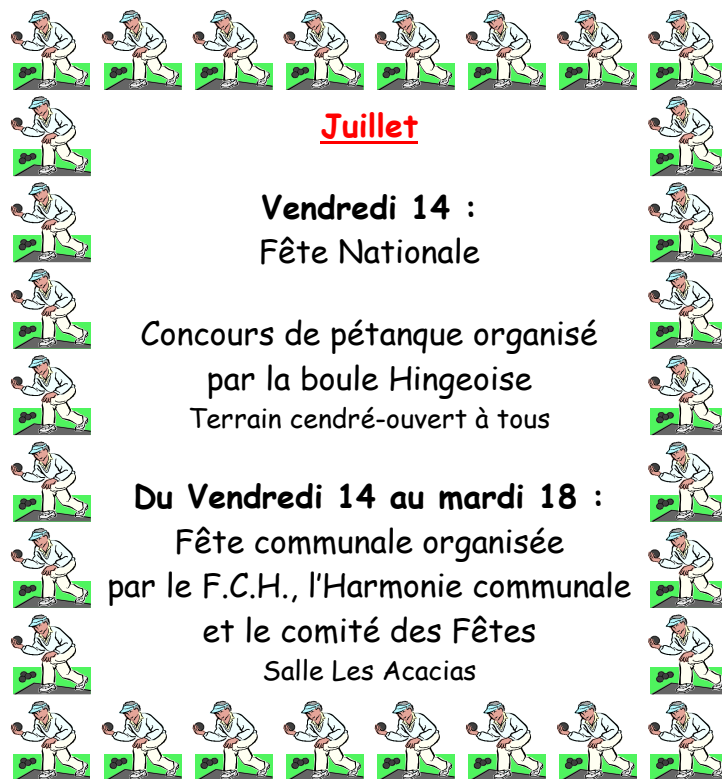 Juillet
Vendredi 14 :
Fête Nationale
Concours de pétanque organisé
par la boule Hingeoise
Terrain cendré-ouvert à tous
Du Vendredi 14 au mardi 18 :
Fête communale organisée
par le F.C.H., l’Harmonie communale
et le comité des Fêtes
Salle Les Acacias